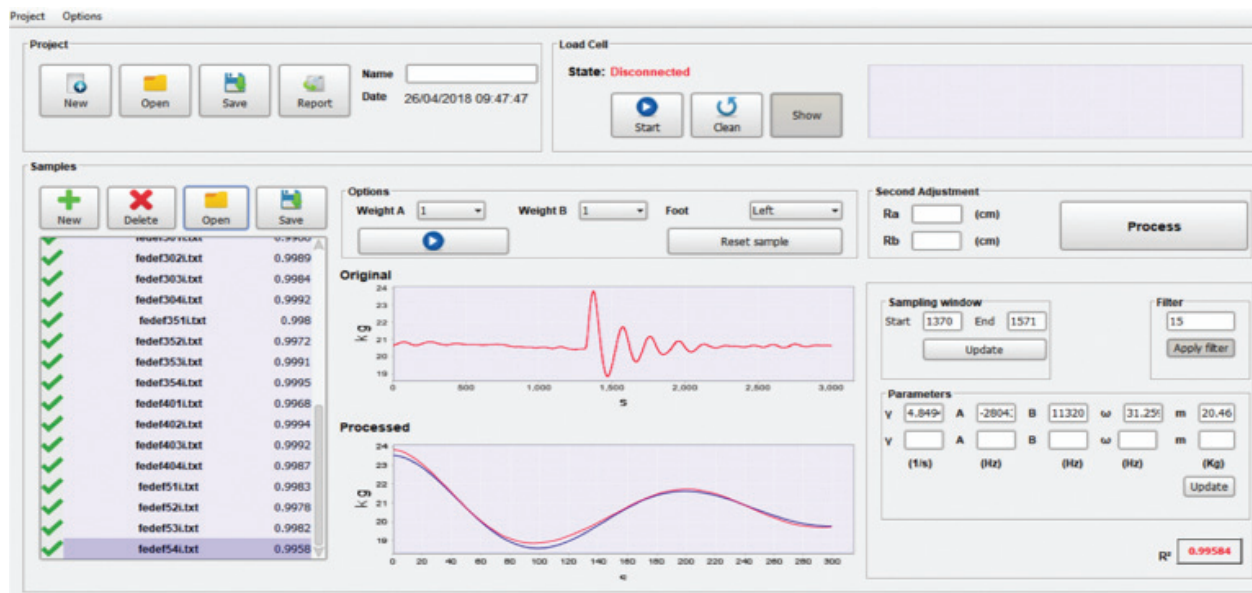 Project Options
Project
New Open Save Report
Name
Date 26/04/2018 09:47:47
Load Cell
State: Disconnected
Start Clean Show
Samples
New Delete Open Save
fedef302i.txt 0.9989
fedef303i.txt 0.9984
fedef304i.txt 0.9992
fedef351i.txt 0.998
fedef352i.txt 0.9972
fedef353i.txt 0.9991
fedef354i.txt 0.9995
fedef401i.txt 0.9968
fedef402i.txt 0.9994
fedef403i.txt 0.9992
fedef404i.txt 0.9987
fedef51i.txt 0.9983
fedef52i.txt 0.9978
fedef53i.txt 0.9982
fedef54i.txt 0.9958
Options
Weight A 1 Weight B 1 Foot Left
Reset sample
Original
24
23
22
21
20
19
kg
0 500 1,000 1,500 2,000 2,500 3,000
s
Processed
24
23
22
21
20
19
kg
0 20 40 60 80 100 120 140 160 180 200 220 240 260 280 300
Second Adjustment
Ra (cm)
Rb (cm)
Process
Sampling window
Start 1370 End 1571
Update
Filter
15
Apply filter
Parameters
γ 4.849 A -2804 B 11320 ω 31.25 m 20.46
γ A B ω m
(1/s) (Hz) (Hz) (Hz) (Kg)
Update
R² 0.99584